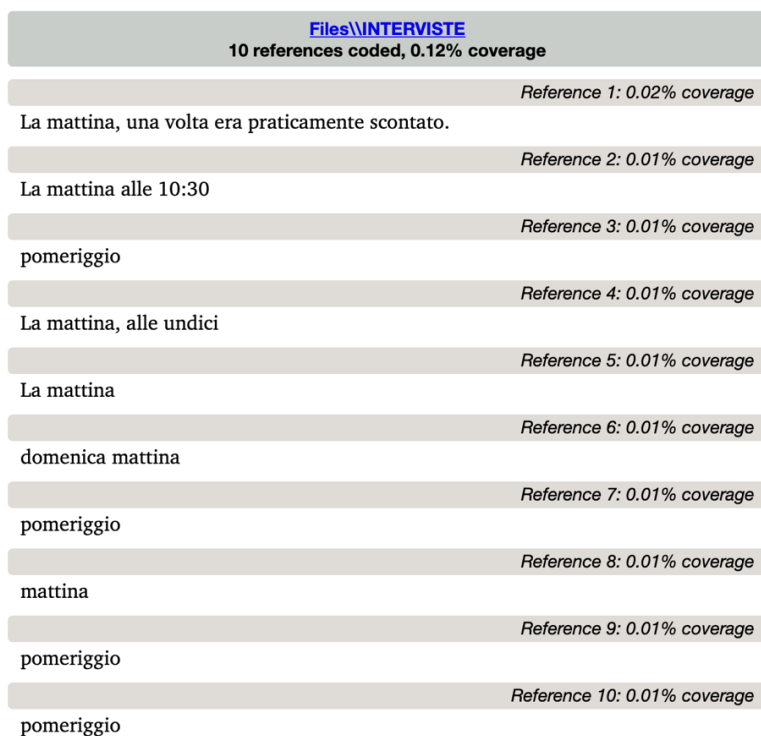 Files\\INTERVISTE
10 references coded, 0.12% coverage
Reference 1: 0.02% coverage
La mattina, una volta era praticamente scontato.
Reference 2: 0.01% coverage
La mattina alle 10:30
Reference 3: 0.01% coverage
pomeriggio
Reference 4: 0.01% coverage
La mattina, alle undici
Reference 5: 0.01% coverage
La mattina
Reference 6: 0.01% coverage
domenica mattina
Reference 7: 0.01% coverage
pomeriggio
Reference 8: 0.01% coverage
mattina
Reference 9: 0.01% coverage
pomeriggio
Reference 10: 0.01% coverage
pomeriggio